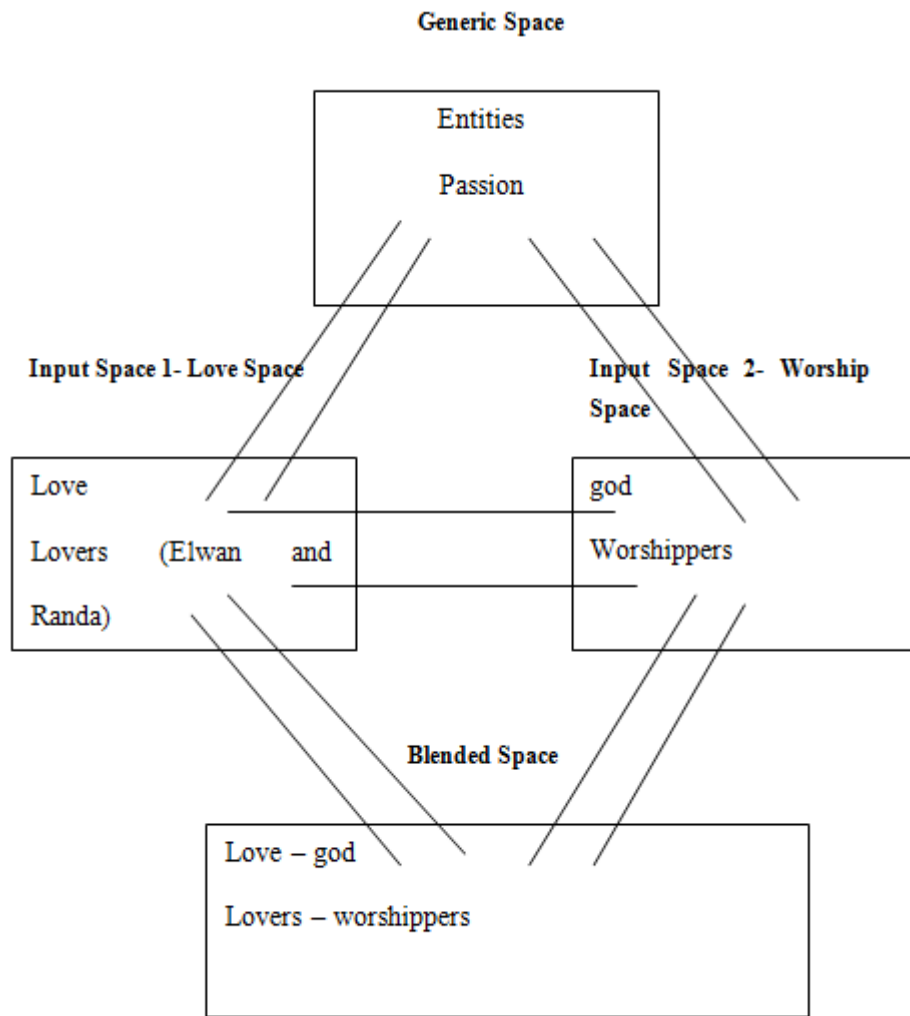 Generic Space
Entities
Passion
Input Space 1- Love Space
Input Space 2- Worship
Space
Love
Lovers (Elwan and
Randa)
god
Worshippers
Blended Space
Love – god
Lovers – worshippers